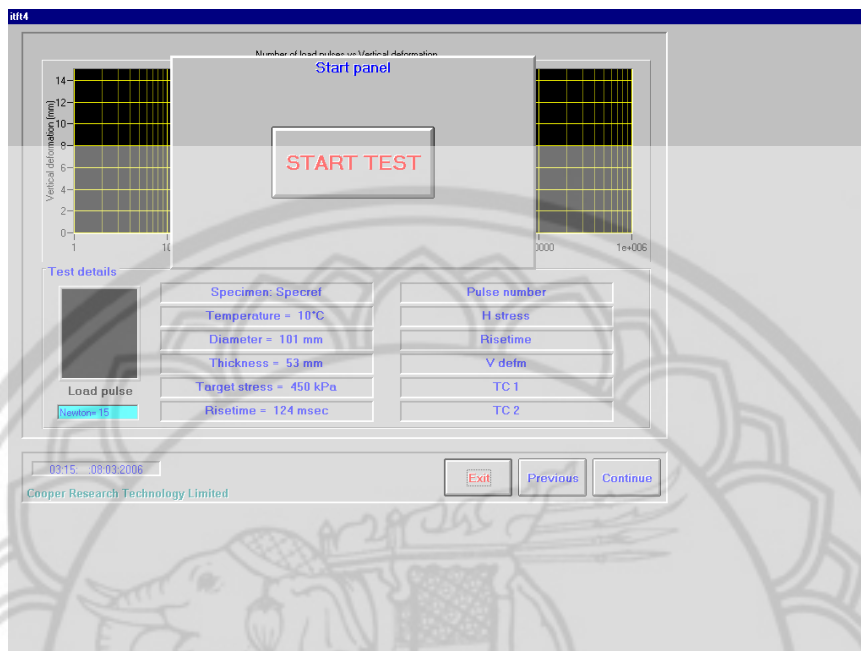 itft4
Number of load pulses vs Vertical deformation
Start panel
START TEST
Vertical deformation (mm)
14
12
10
8
6
4
2
0
1
1e+006
Test details
Load pulse
Newton= 15
Specimen: Specref
Temperature = 10°C
Diameter = 101 mm
Thickness = 53 mm
Target stress = 450 kPa
Risetime = 124 msec
Pulse number
H stress
Risetime
V defm
TC 1
TC 2
03:15: :08:03:2006
Cooper Research Technology Limited
Exit
Previous
Continue